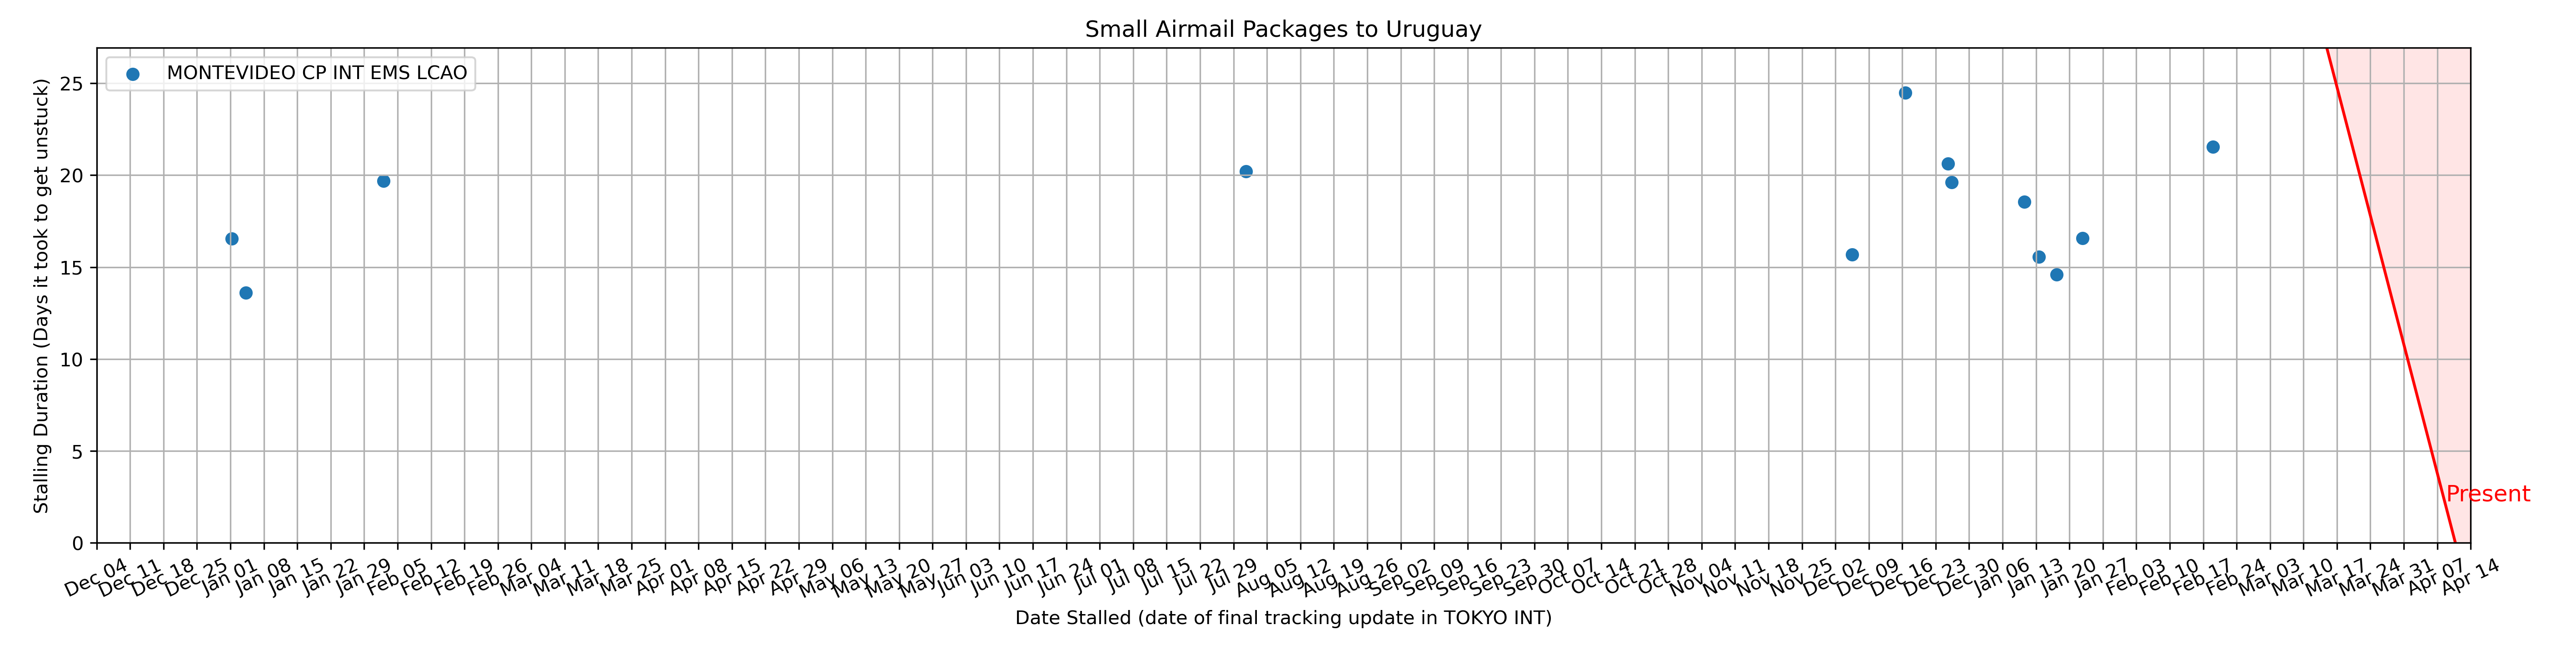 Small Airmail Packages to Uruguay
MONTEVIDEO CP INT EMS LCAO
Stalling Duration (Days it took to get unstuck)
25
20
15
10
5
0
Present
Dec 04 Dec 11 Dec 18 Dec 25 Jan 01 Jan 08 Jan 15 Jan 22 Jan 29 Feb 05 Feb 12 Feb 19 Feb 26 Mar 04 Mar 11 Mar 18 Mar 25 Apr 01 Apr 08 Apr 15 Apr 22 Apr 29 May 06 May 13 May 20 May 27 Jun 03 Jun 10 Jun 17 Jun 24 Jul 01 Jul 08 Jul 15 Jul 22 Jul 29 Aug 05 Aug 12 Aug 19 Aug 26 Sep 02 Sep 09 Sep 16 Sep 23 Sep 30 Oct 07 Oct 14 Oct 21 Oct 28 Nov 04 Nov 11 Nov 18 Nov 25 Dec 02 Dec 09 Dec 16 Dec 23 Dec 30 Jan 06 Jan 13 Jan 20 Jan 27 Feb 03 Feb 10 Feb 17 Feb 24 Mar 03 Mar 10 Mar 17 Mar 24 Mar 31 Apr 07 Apr 14
Date Stalled (date of final tracking update in TOKYO INT)